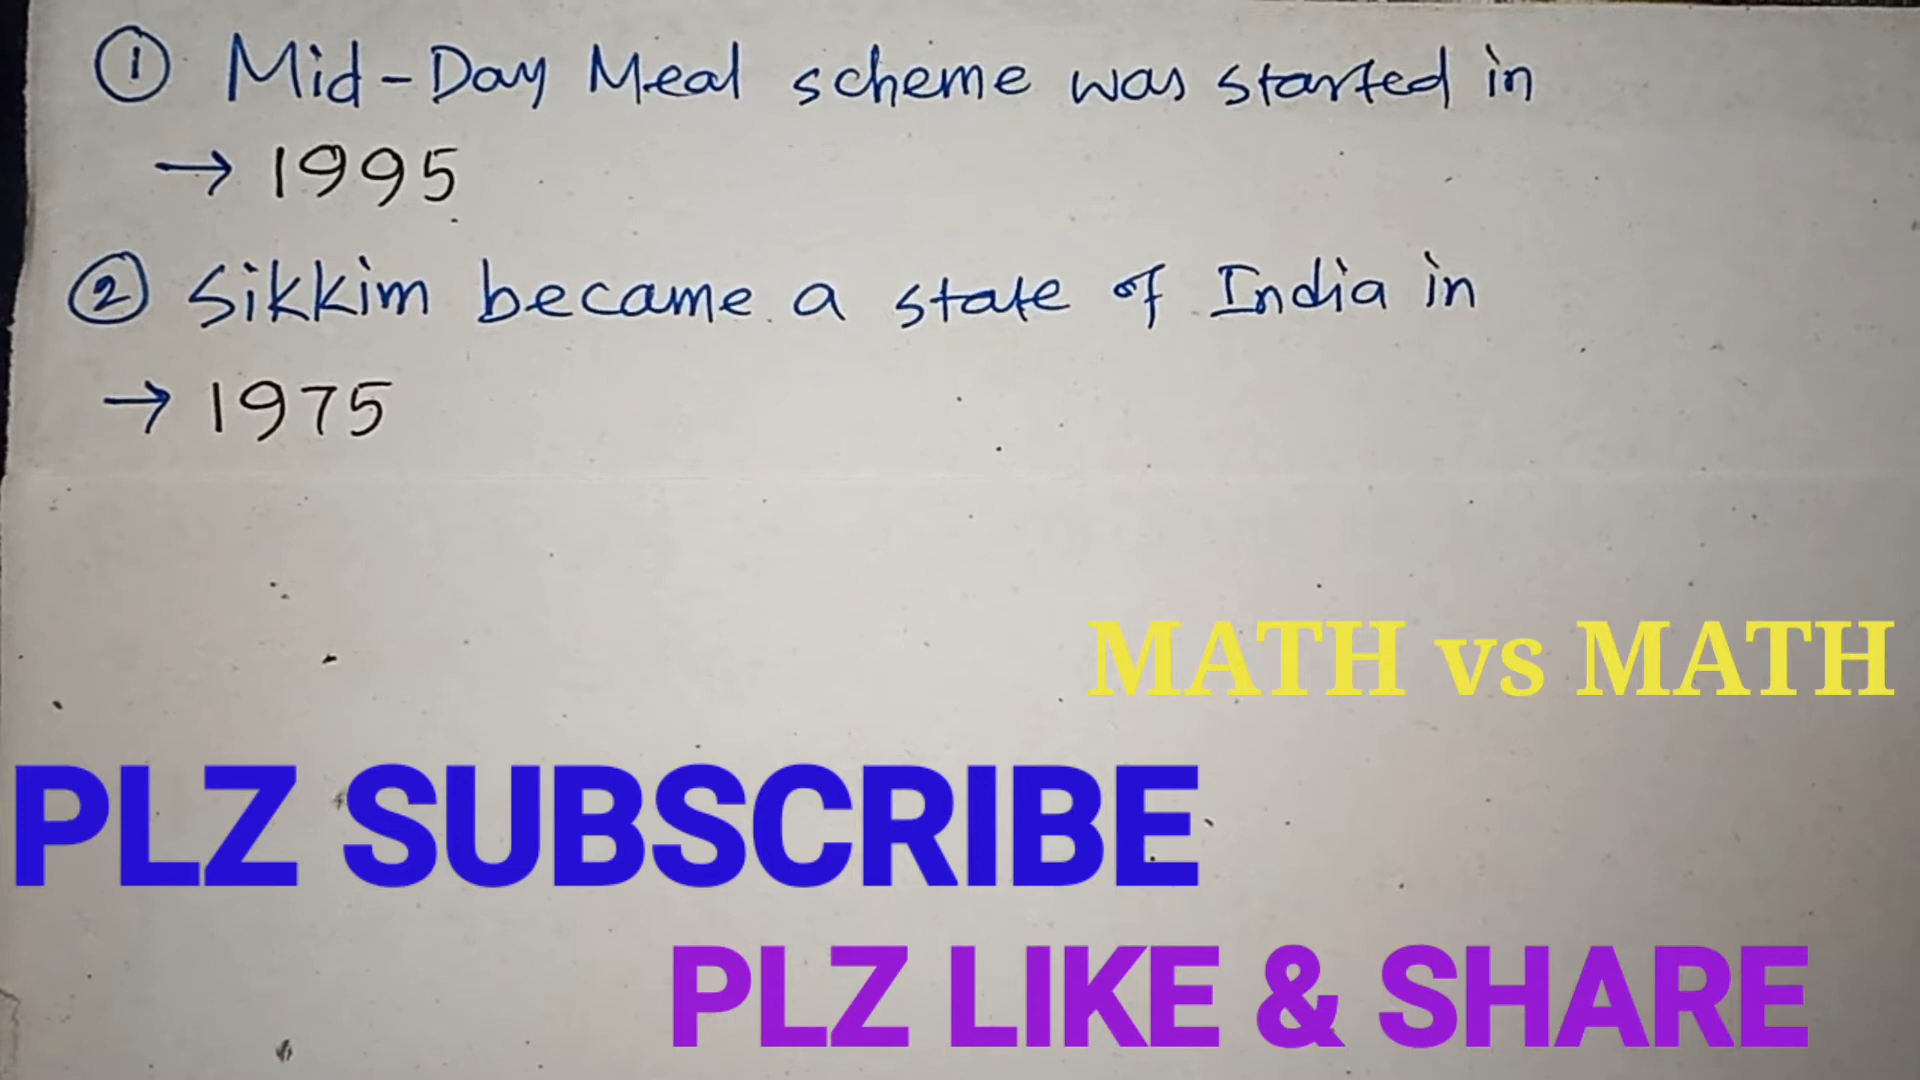 ① Mid-Day Meal scheme was started in
→ 1995
② Sikkim became a state of India in
→ 1975
MATH vs MATH
PLZ SUBSCRIBE
PLZ LIKE & SHARE